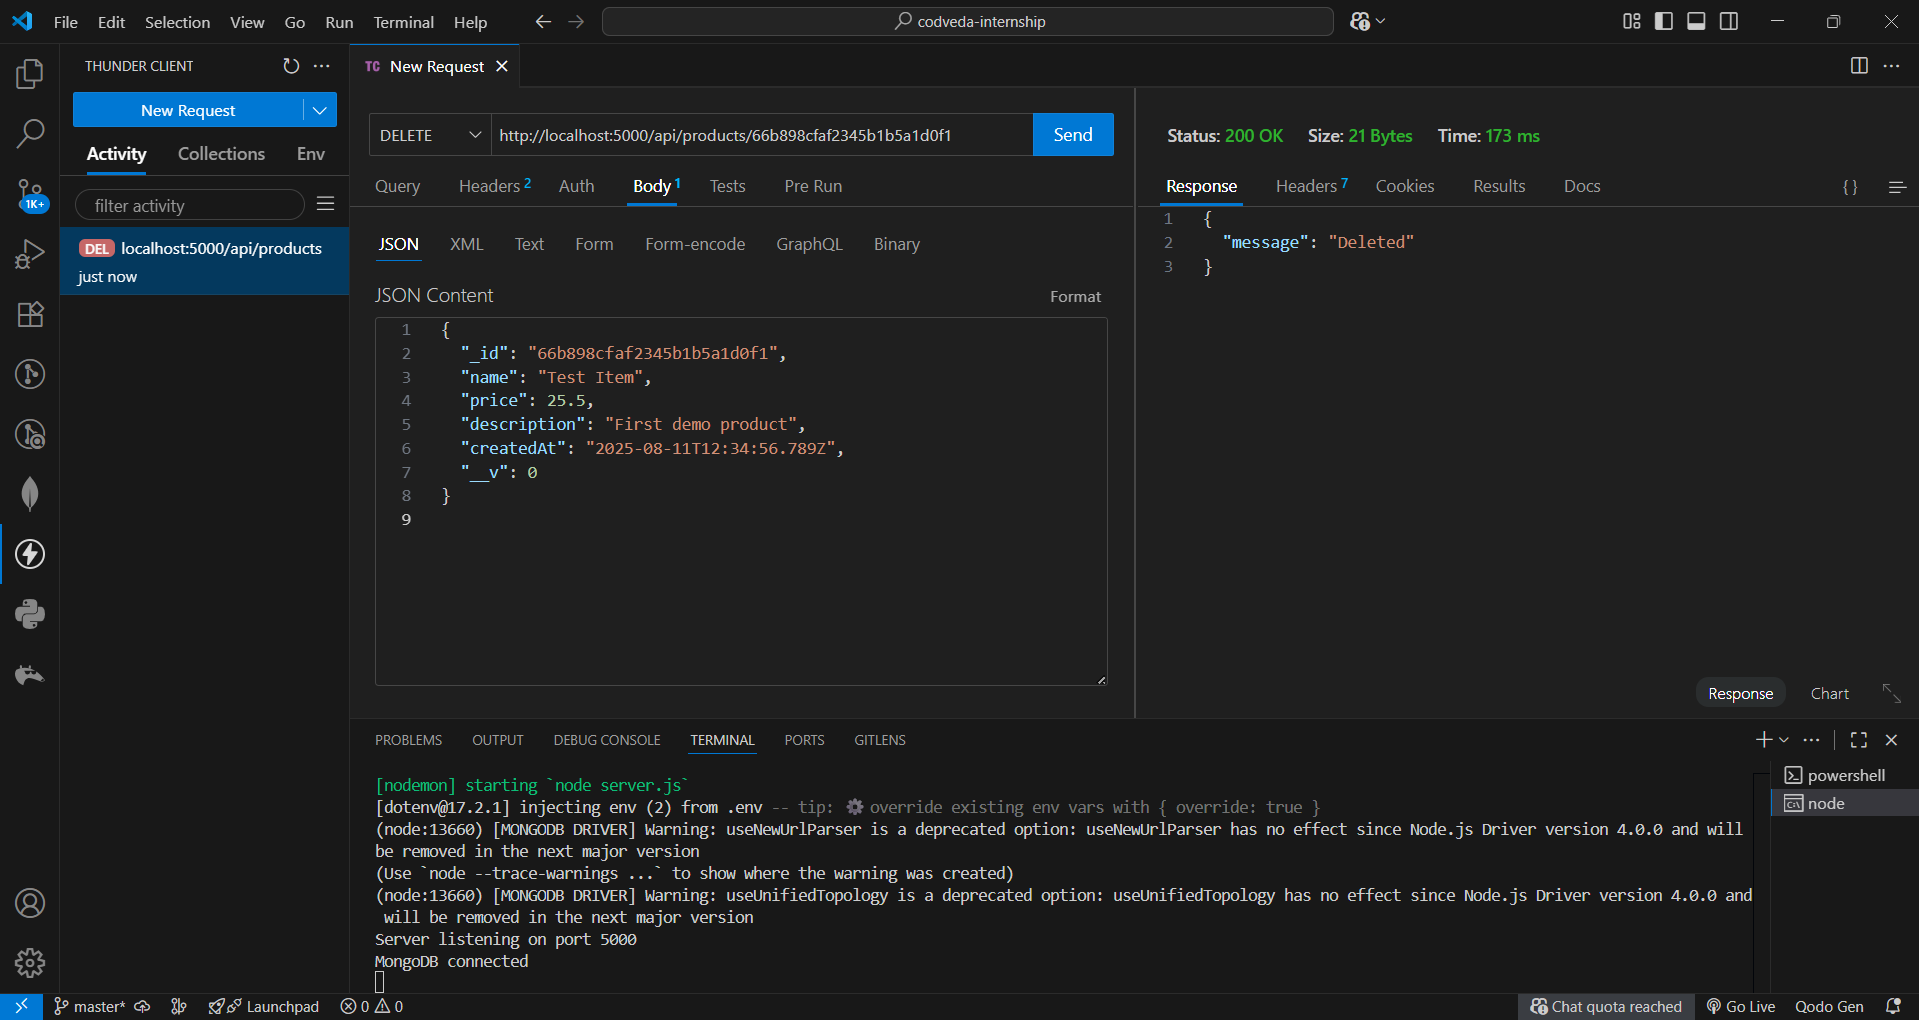 File Edit Selection View Go Run Terminal Help
codveda-internship
THUNDER CLIENT
New Request
Activity Collections Env
filter activity
DEL localhost:5000/api/products
just now
1K+
TC New Request
DELETE http://localhost:5000/api/products/66b898cfaf2345b1b5a1d0f1 Send
Query Headers 2 Auth Body 1 Tests Pre Run
JSON XML Text Form Form-encode GraphQL Binary
JSON Content Format
1 {
2 "_id": "66b898cfaf2345b1b5a1d0f1",
3 "name": "Test Item",
4 "price": 25.5,
5 "description": "First demo product",
6 "createdAt": "2025-08-11T12:34:56.789Z",
7 "__v": 0
8 }
9
Status: 200 OK Size: 21 Bytes Time: 173 ms
Response Headers 7 Cookies Results Docs {}
1 {
2 "message": "Deleted"
3 }
Response Chart
PROBLEMS OUTPUT DEBUG CONSOLE TERMINAL PORTS GITLENS
[nodemon] starting `node server.js`
[dotenv@17.2.1] injecting env (2) from .env -- tip: ⚙️ override existing env vars with { override: true }
(node:13660) [MONGODB DRIVER] Warning: useNewUrlParser is a deprecated option: useNewUrlParser has no effect since Node.js Driver version 4.0.0 and will
be removed in the next major version
(Use `node --trace-warnings ...` to show where the warning was created)
(node:13660) [MONGODB DRIVER] Warning: useUnifiedTopology is a deprecated option: useUnifiedTopology has no effect since Node.js Driver version 4.0.0 and
will be removed in the next major version
Server listening on port 5000
MongoDB connected
powershell
node
master* Launchpad 0 0 Chat quota reached Go Live Qodo Gen